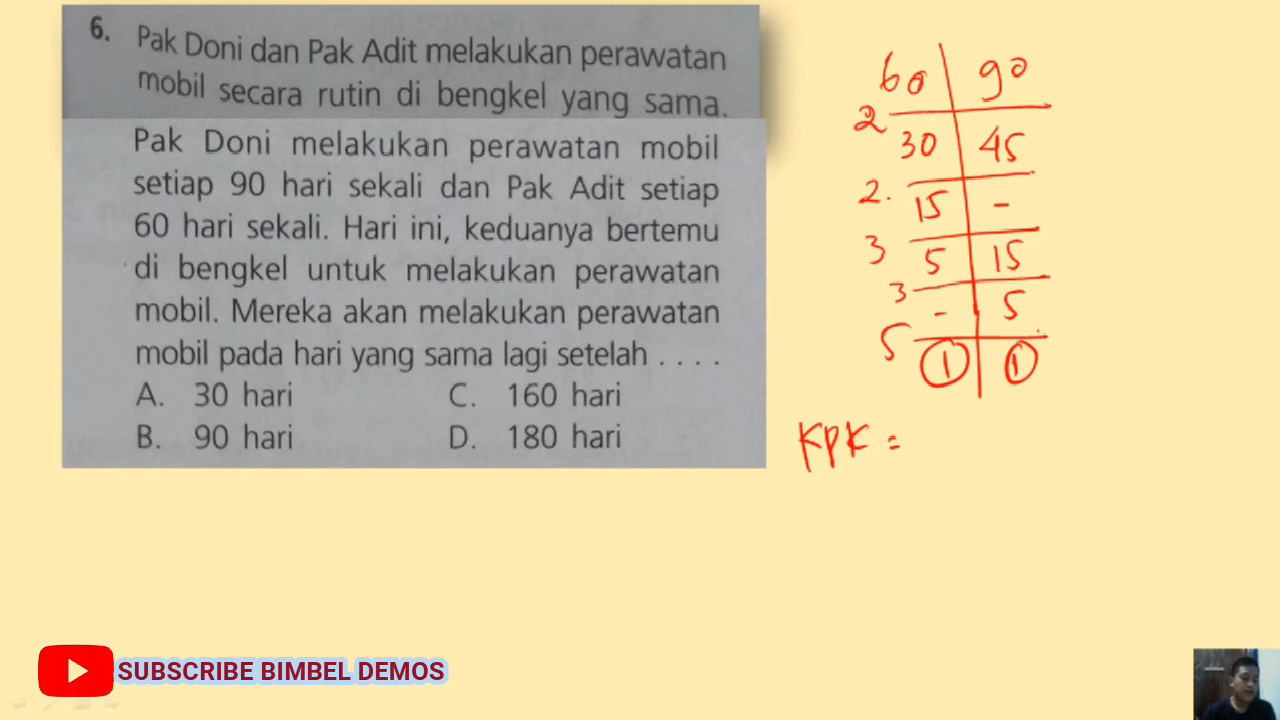 6. Pak Doni dan Pak Adit melakukan perawatan
mobil secara rutin di bengkel yang sama.
Pak Doni melakukan perawatan mobil
setiap 90 hari sekali dan Pak Adit setiap
60 hari sekali. Hari ini, keduanya bertemu
di bengkel untuk melakukan perawatan
mobil. Mereka akan melakukan perawatan
mobil pada hari yang sama lagi setelah . . . .
A. 30 hari C. 160 hari
B. 90 hari D. 180 hari
60 90
2 30 45
2. 15 -
3 5 15
3 - 5
5 1 1
KPK =
SUBSCRIBE BIMBEL DEMOS